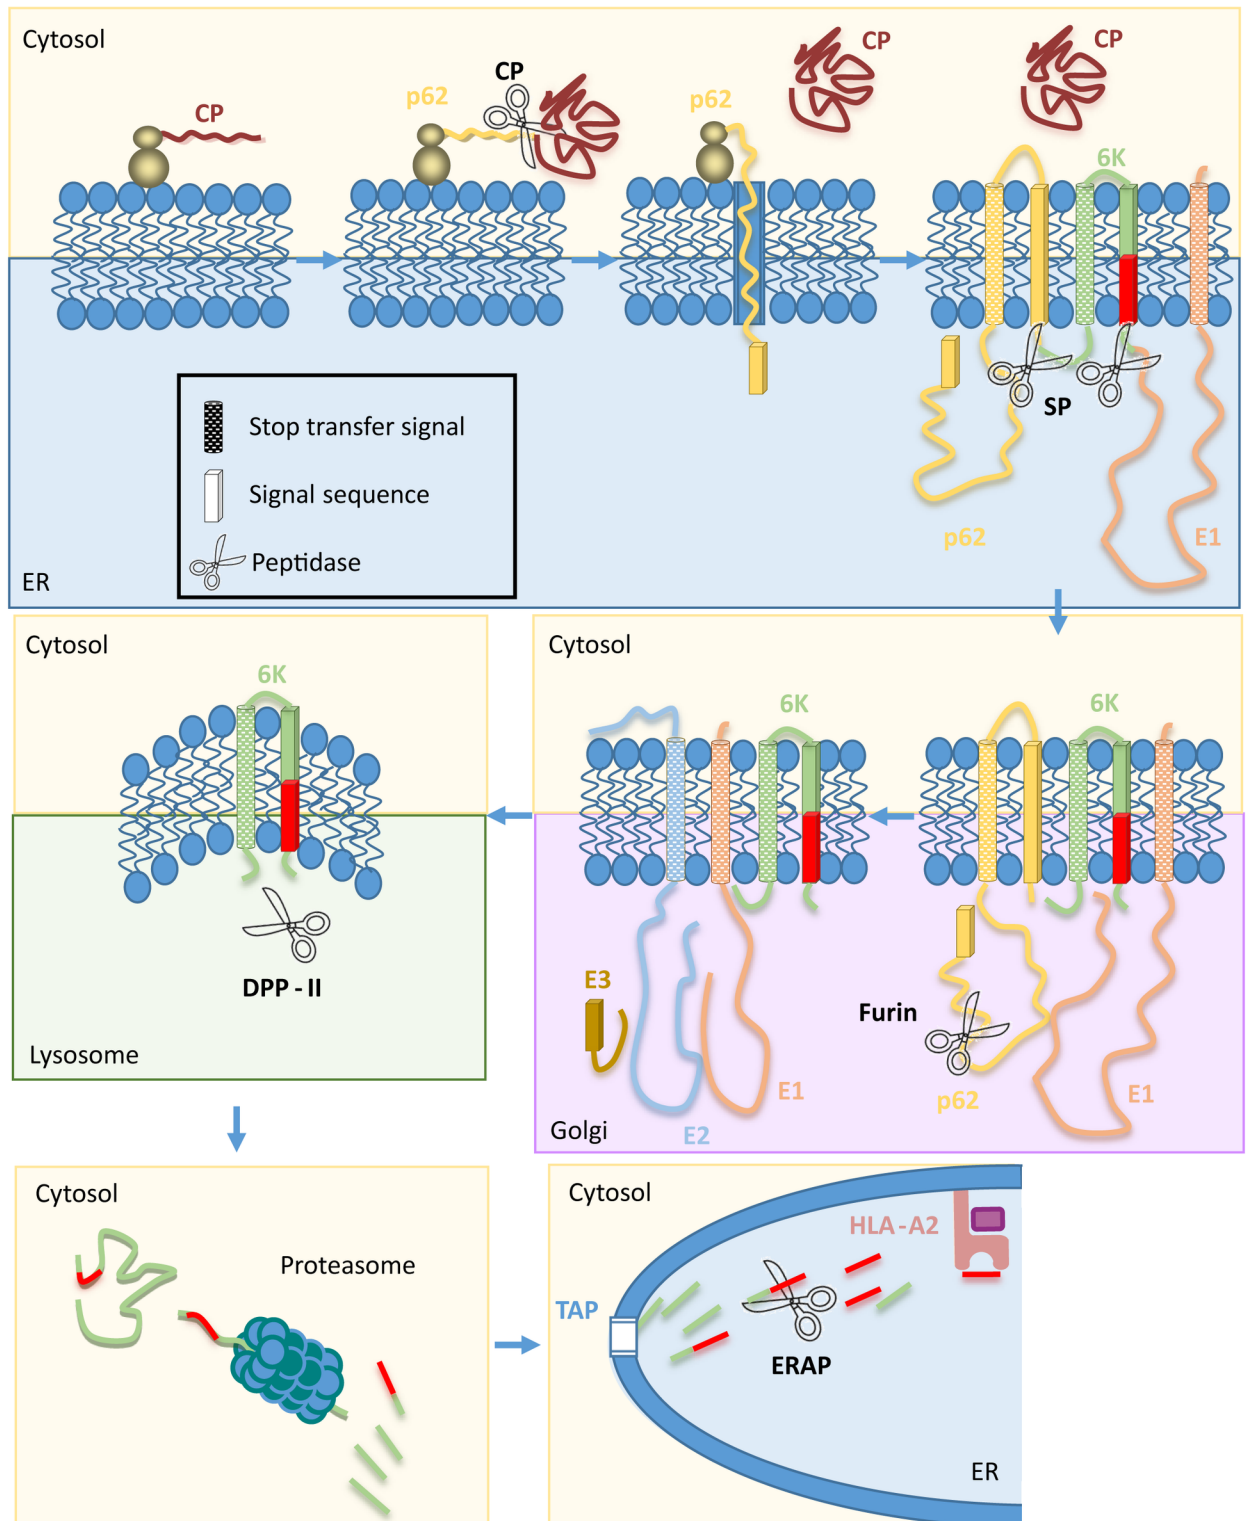 Cytosol
CP
p62
CP
p62
CP
CP
6K
SP
p62
E1
Stop transfer signal
Signal sequence
Peptidase
ER
Cytosol
6K
DPP - II
Lysosome
Cytosol
6K
6K
E3
E1
E2
Furin
p62
E1
Golgi
Cytosol
Proteasome
Cytosol
HLA - A2
TAP
ERAP
ER